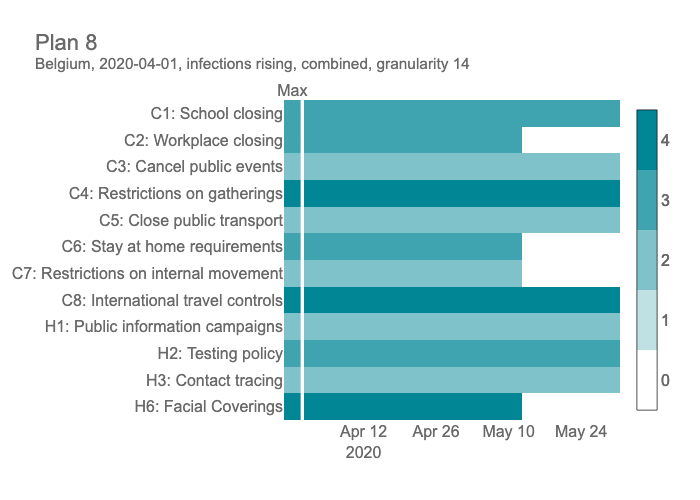 Plan 8
Belgium, 2020-04-01, infections rising, combined, granularity 14
Max
C1: School closing
C2: Workplace closing
C3: Cancel public events
C4: Restrictions on gatherings
C5: Close public transport
C6: Stay at home requirements
C7: Restrictions on internal movement
C8: International travel controls
H1: Public information campaigns
H2: Testing policy
H3: Contact tracing
H6: Facial Coverings
Apr 12 Apr 26 May 10 May 24
2020
4
3
2
1
0